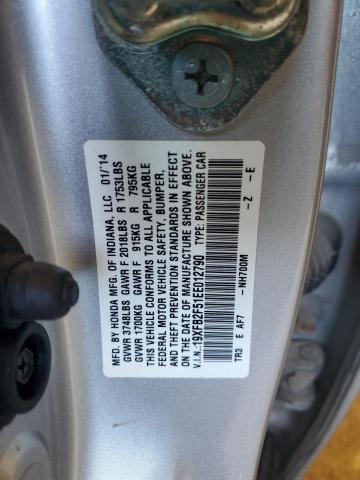 MFD. BY HONDA OF INDIANA, LLC 01/'14
GVWR 3748LBS GAWR F 2018LBS R 1753LBS
GVWR 1700KG GAWR F 915KG R 795KG
THIS VEHICLE CONFORMS TO ALL APPLICABLE
FEDERAL MOTOR VEHICLE SAFETY, BUMPER,
AND THEFT PREVENTION STANDARDS IN EFFECT
ON THE DATE OF MANUFACTURE SHOWN ABOVE.
V.I.N.: 19XFB2F51EE012790 TYPE: PASSENGER CAR
-NH700M -Z -E
TR3 E AF7